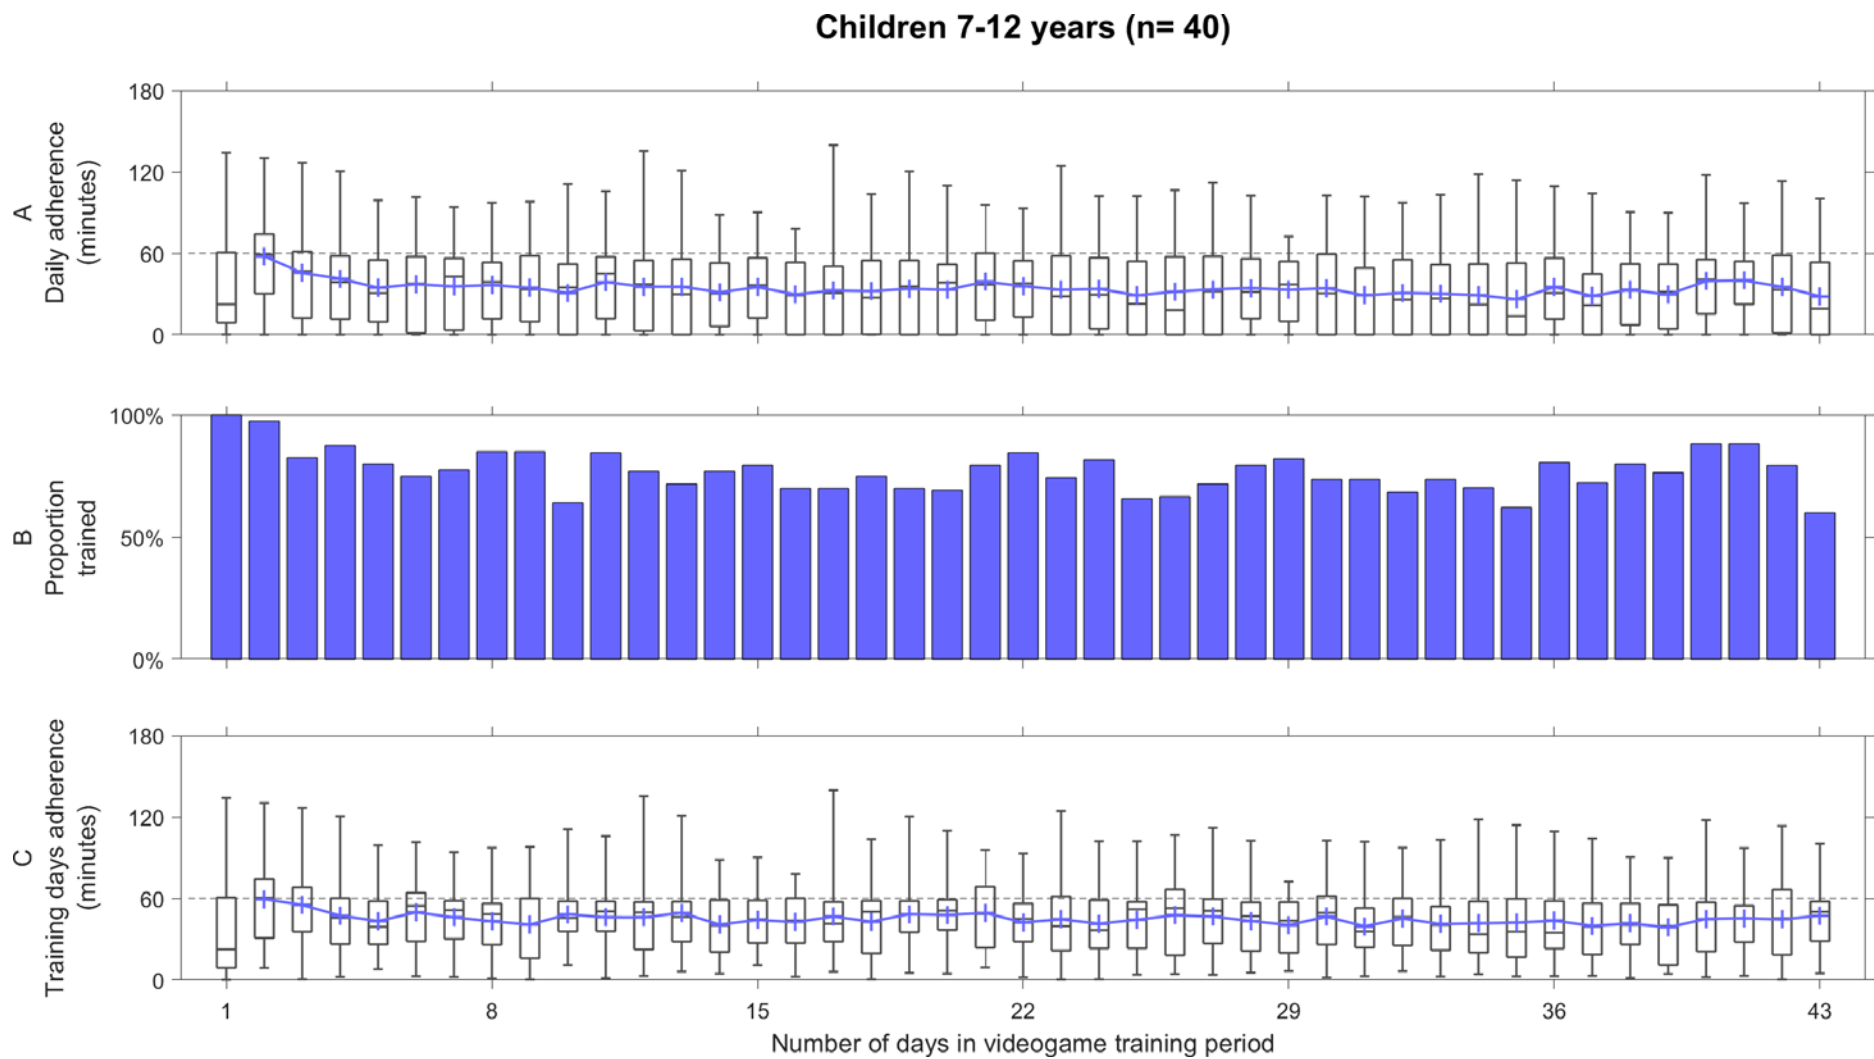 Children 7-12 years (n= 40)
A
Daily adherence
(minutes)
180
120
60
0
B
Proportion
trained
100%
50%
0%
C
Training days adherence
(minutes)
180
120
60
0
1 8 15 22 29 36 43
Number of days in videogame training period